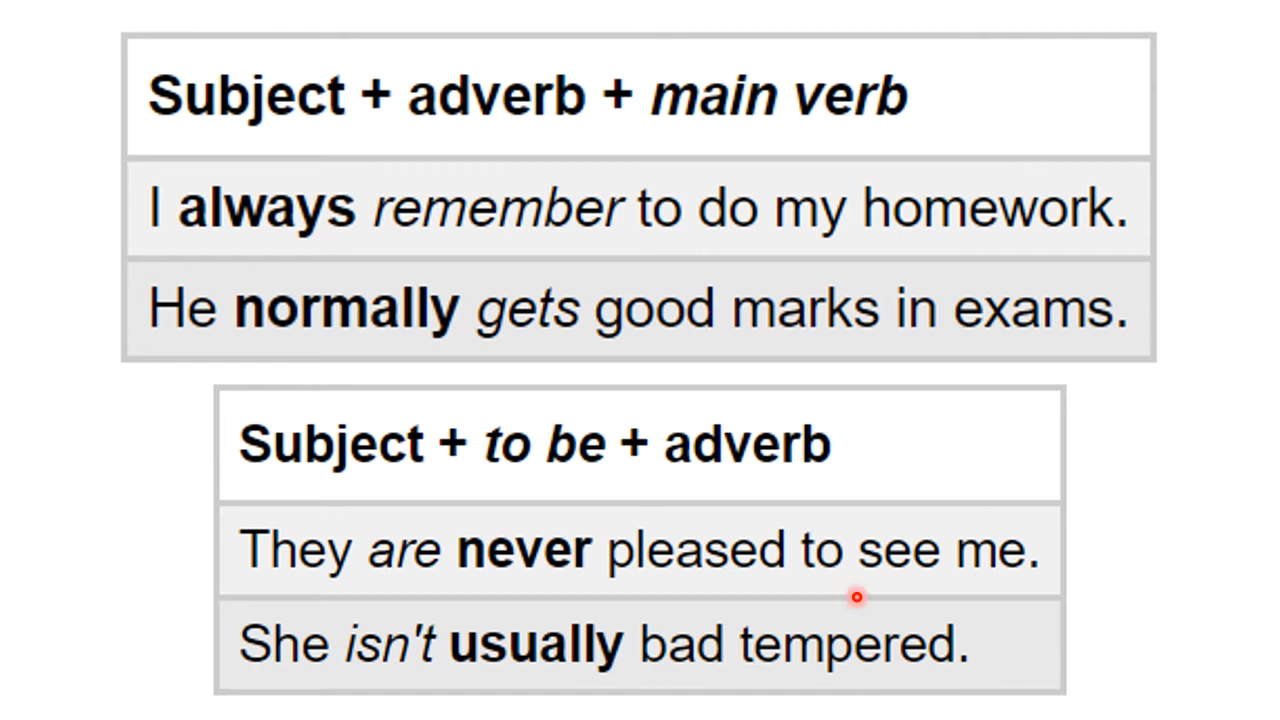 Subject + adverb + main verb
I always remember to do my homework.
He normally gets good marks in exams.
Subject + to be + adverb
They are never pleased to see me.
She isn't usually bad tempered.